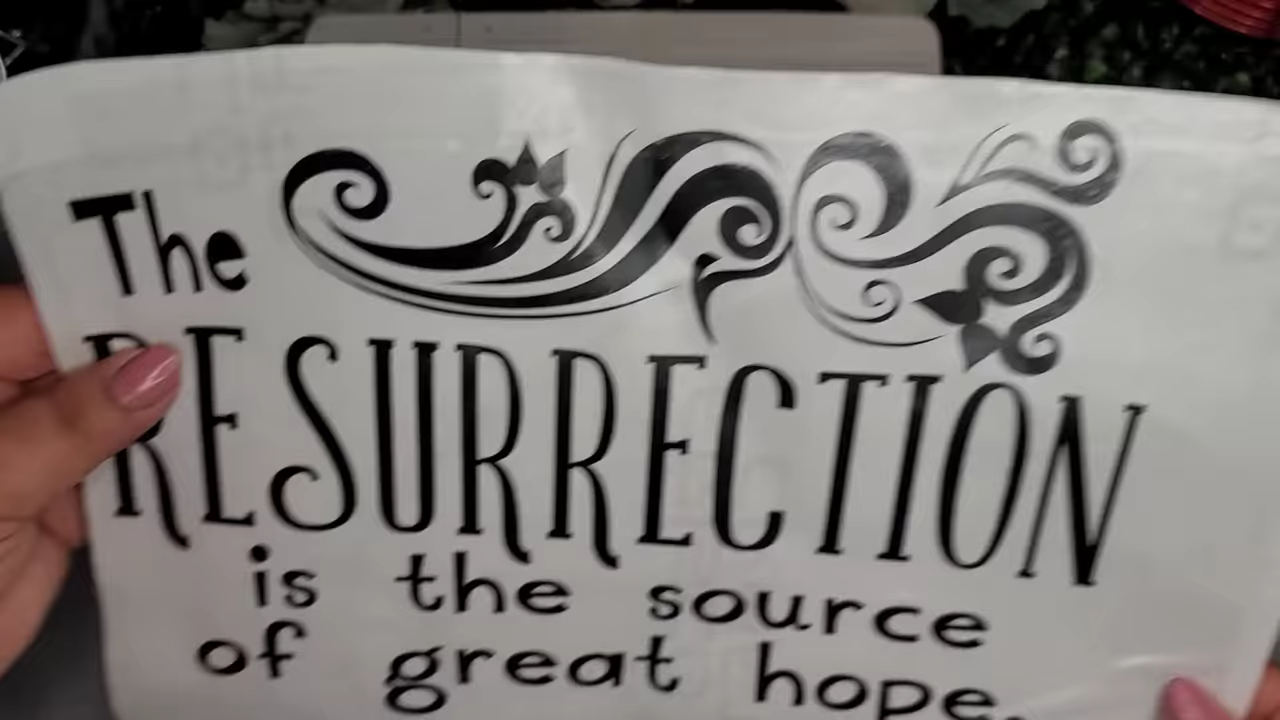 The
RESURRECTION
is the source
of great hope.